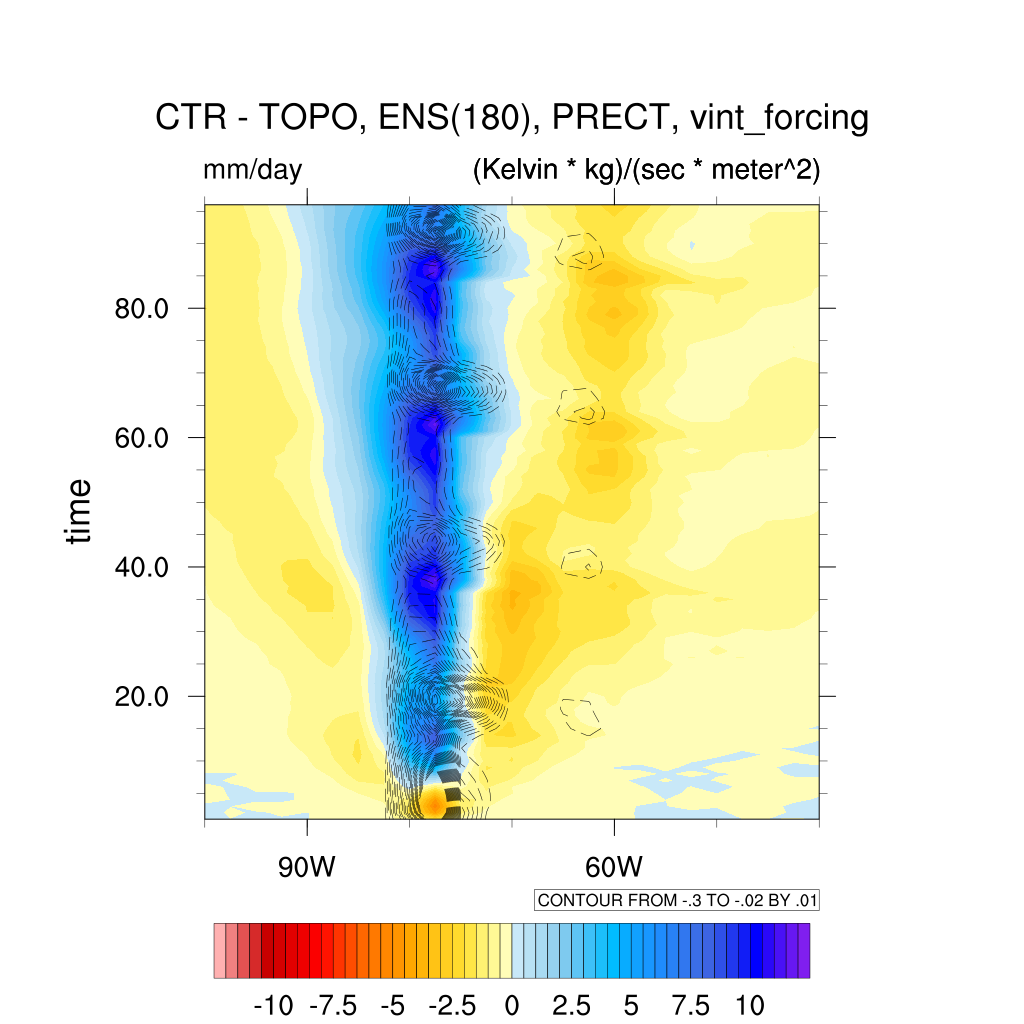 CTR - TOPO, ENS(180), PRECT, vint_forcing
mm/day (Kelvin * kg)/(sec * meter^2)
80.0
60.0
time
40.0
20.0
90W 60W
CONTOUR FROM -.3 TO -.02 BY .01
-10 -7.5 -5 -2.5 0 2.5 5 7.5 10